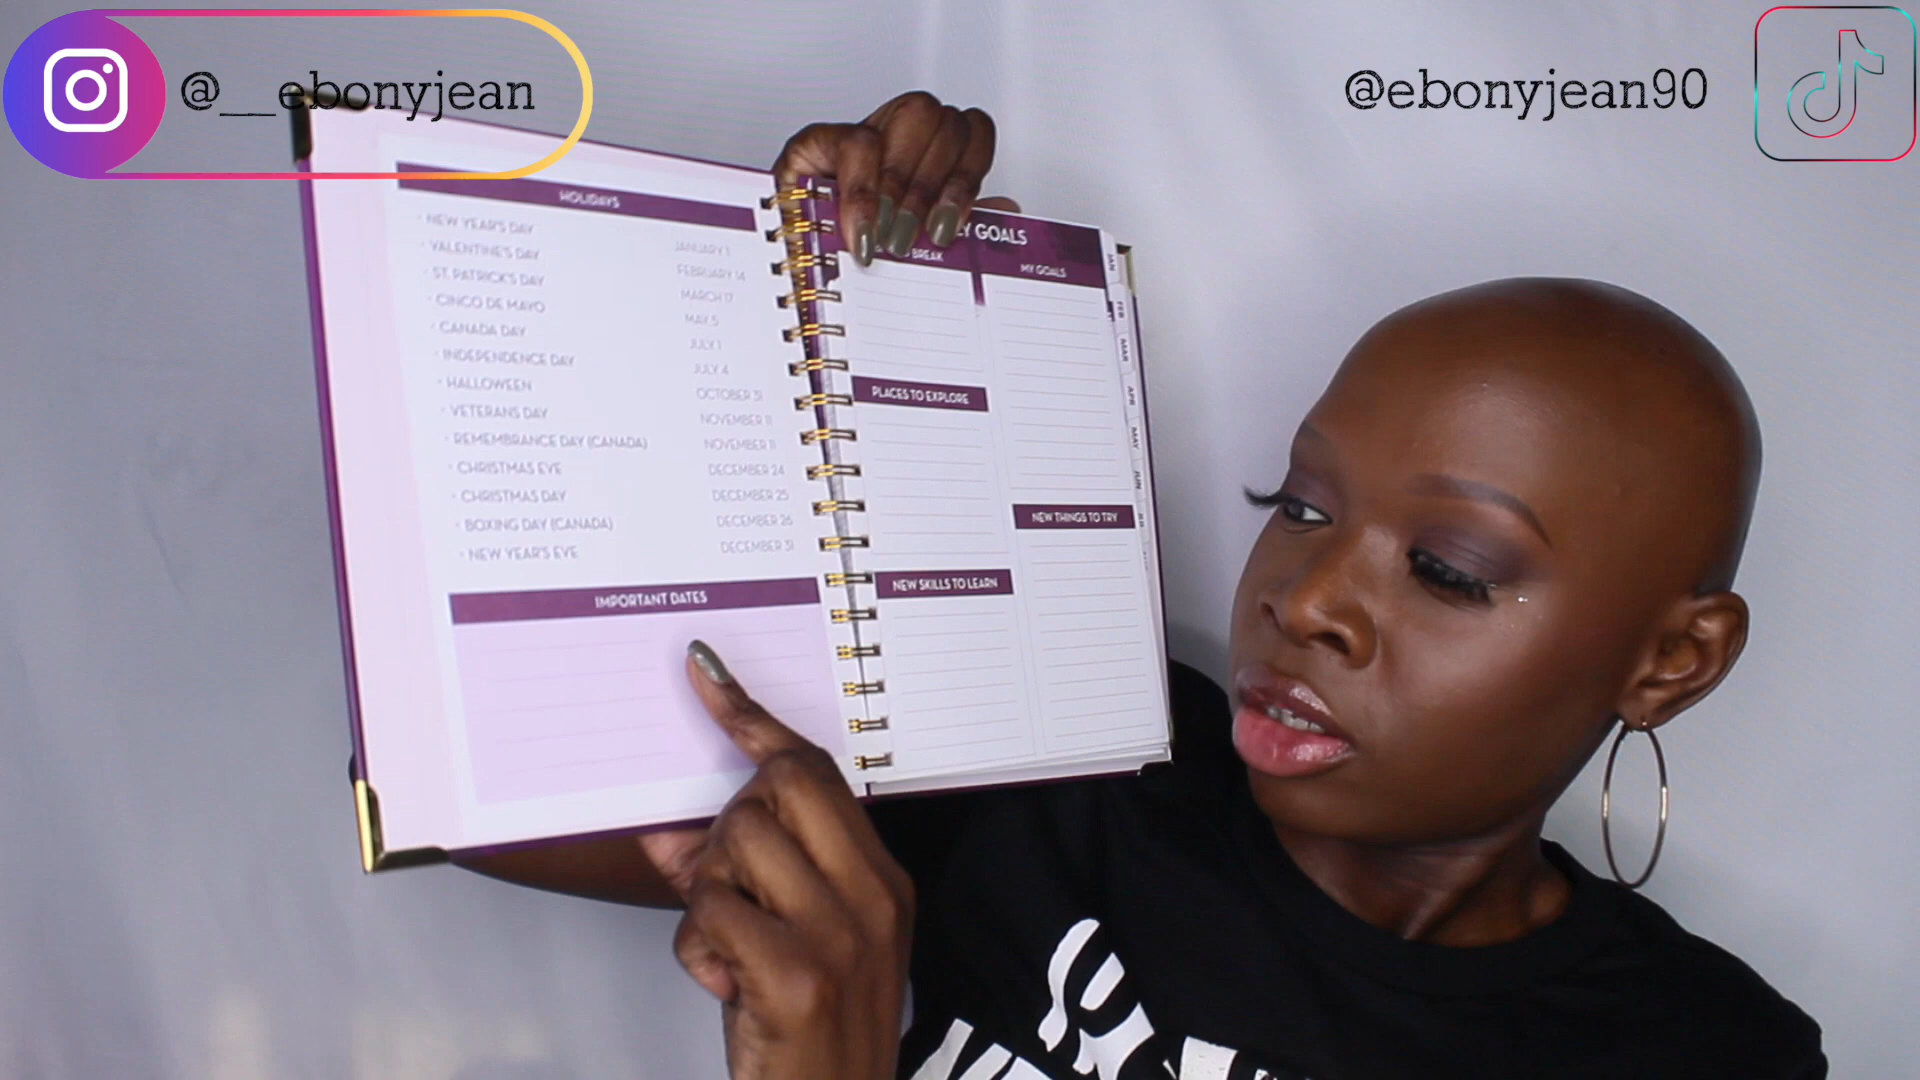 @__ebonyjean
@ebonyjean90
HOLIDAYS
NEW YEAR'S DAY JANUARY 1
VALENTINE'S DAY FEBRUARY 14
ST. PATRICK'S DAY MARCH 17
CINCO DE MAYO MAY 5
CANADA DAY JULY 1
INDEPENDENCE DAY JULY 4
HALLOWEEN OCTOBER 31
VETERANS DAY NOVEMBER 11
REMEMBRANCE DAY (CANADA) NOVEMBER 11
CHRISTMAS EVE DECEMBER 24
CHRISTMAS DAY DECEMBER 25
BOXING DAY (CANADA) DECEMBER 26
NEW YEAR'S EVE DECEMBER 31
IMPORTANT DATES
GOALS
BREAK
MY GOALS
PLACES TO EXPLORE
NEW THINGS TO TRY
NEW SKILLS TO LEARN
JAN
FEB
MAR
APR
MAY
JUN